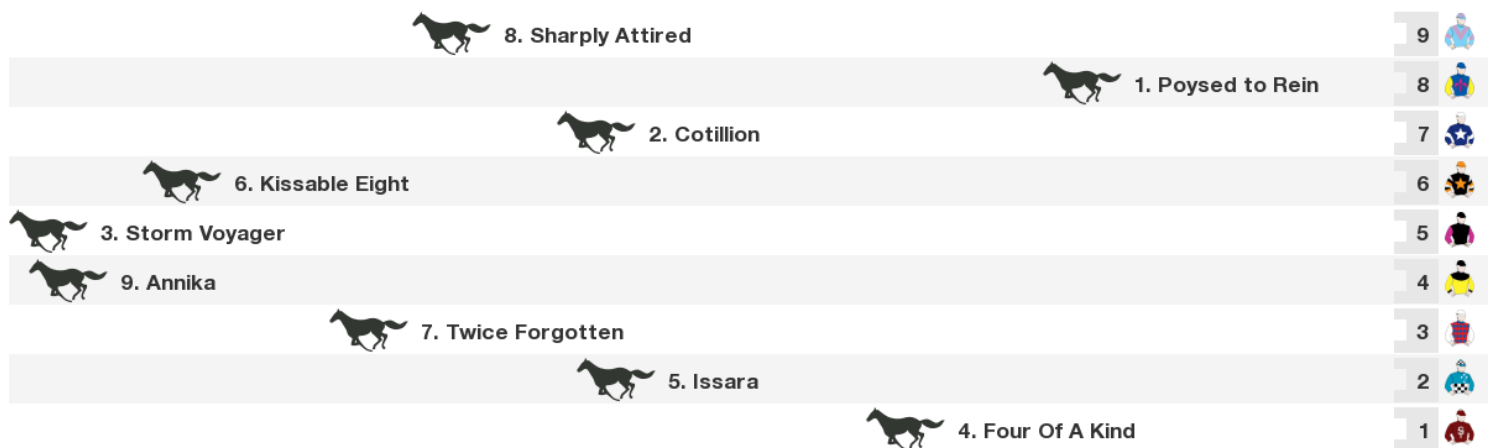 8. Sharply Attired 9
1. Poysed to Rein 8
2. Cotillion 7
6. Kissable Eight 6
3. Storm Voyager 5
9. Annika 4
7. Twice Forgotten 3
5. Issara 2
4. Four Of A Kind 1